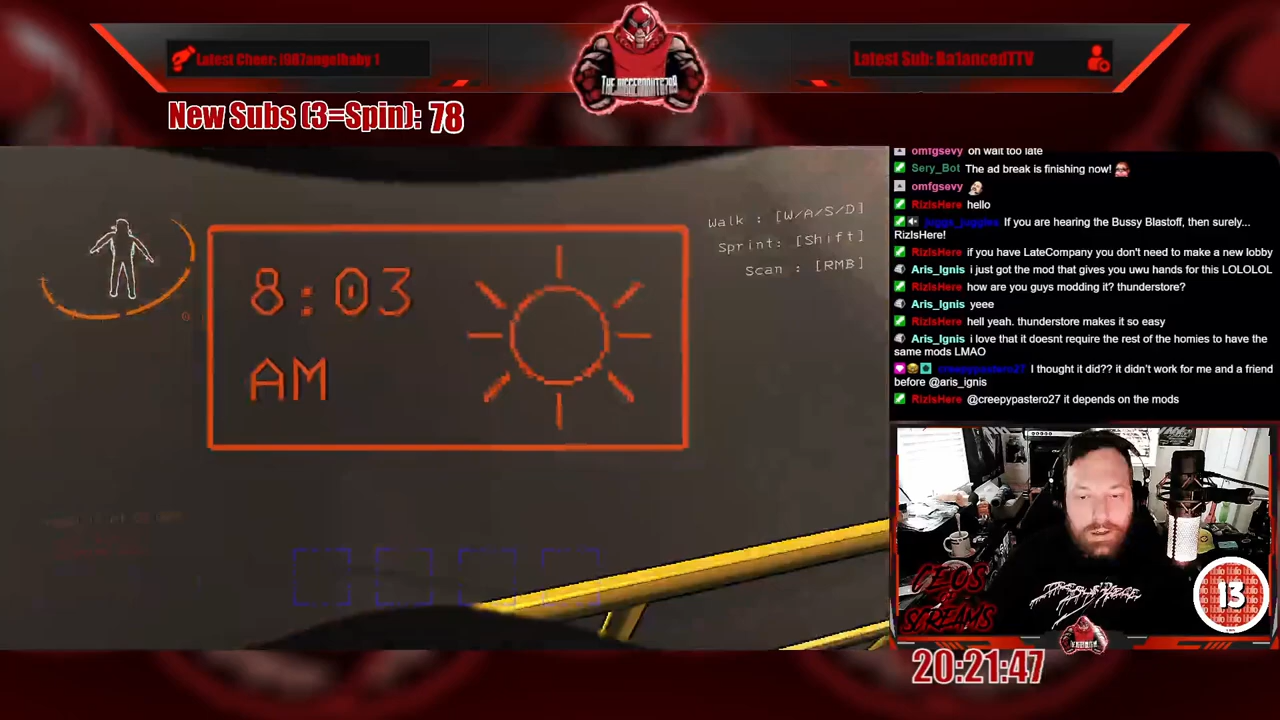 Latest Cheer: i987angelbaby 1
THEJUGGERNAUT6789
Latest Sub: Ra1ancedTTV
New Subs (3=Spin): 78
8:03
AM
Walk : [W/A/S/D]
Sprint: [Shift]
Scan : [RMB]
omfgsevy oh wait too late
Sery_Bot The ad break is finishing now!
omfgsevy
RizIsHere hello
If you are hearing the Bussy Blastoff, then surely...
RizIsHere!
RizIsHere if you have LateCompany you don't need to make a new lobby
Aris_Ignis i just got the mod that gives you uwu hands for this LOLOLOL
RizIsHere how are you guys modding it? thunderstore?
Aris_Ignis yeee
RizIsHere hell yeah. thunderstore makes it so easy
Aris_Ignis i love that it doesnt require the rest of the homies to have the
same mods LMAO
creepypastero27 I thought it did?? it didn't work for me and a friend
before @aris_ignis
RizIsHere @creepypastero27 it depends on the mods
SCREAMS
13
20:21:47